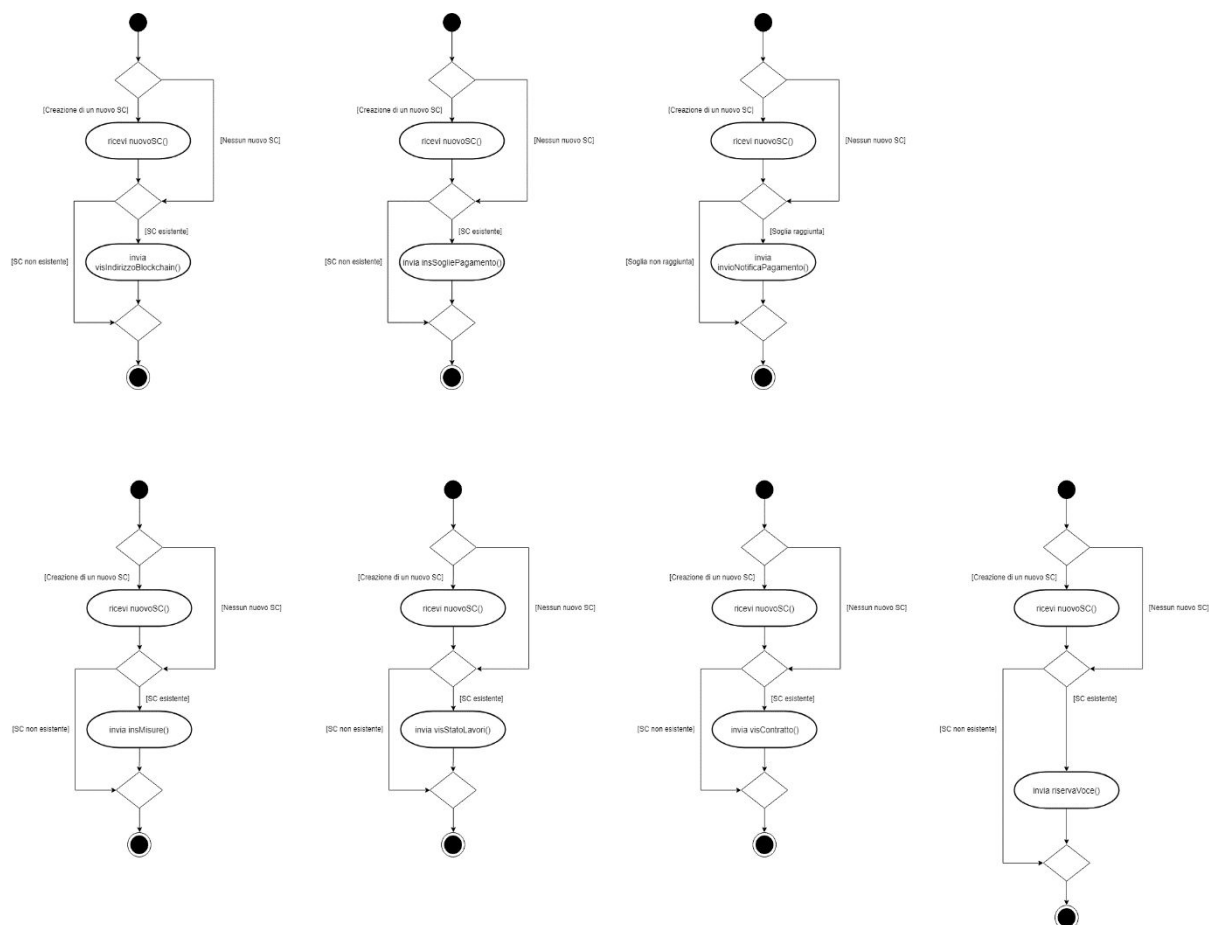 [Creazione di un nuovo SC]
ricevi nuovoSC()
[Nessun nuovo SC]
[SC esistente]
[SC non esistente]
invia
visIndirizzoBlockchain()
[Creazione di un nuovo SC]
ricevi nuovoSC()
[Nessun nuovo SC]
[SC esistente]
[SC non esistente]
invia insSogliePagamento()
[Creazione di un nuovo SC]
ricevi nuovoSC()
[Nessun nuovo SC]
[Soglia raggiunta]
[Soglia non raggiunta]
invia
invioNotificaPagamento()
[Creazione di un nuovo SC]
ricevi nuovoSC()
[Nessun nuovo SC]
[SC esistente]
[SC non esistente]
invia insMisure()
[Creazione di un nuovo SC]
ricevi nuovoSC()
[Nessun nuovo SC]
[SC esistente]
[SC non esistente]
invia visStatoLavori()
[Creazione di un nuovo SC]
ricevi nuovoSC()
[Nessun nuovo SC]
[SC esistente]
[SC non esistente]
invia visContratto()
[Creazione di un nuovo SC]
ricevi nuovoSC()
[Nessun nuovo SC]
[SC esistente]
[SC non esistente]
invia riservaVoce()